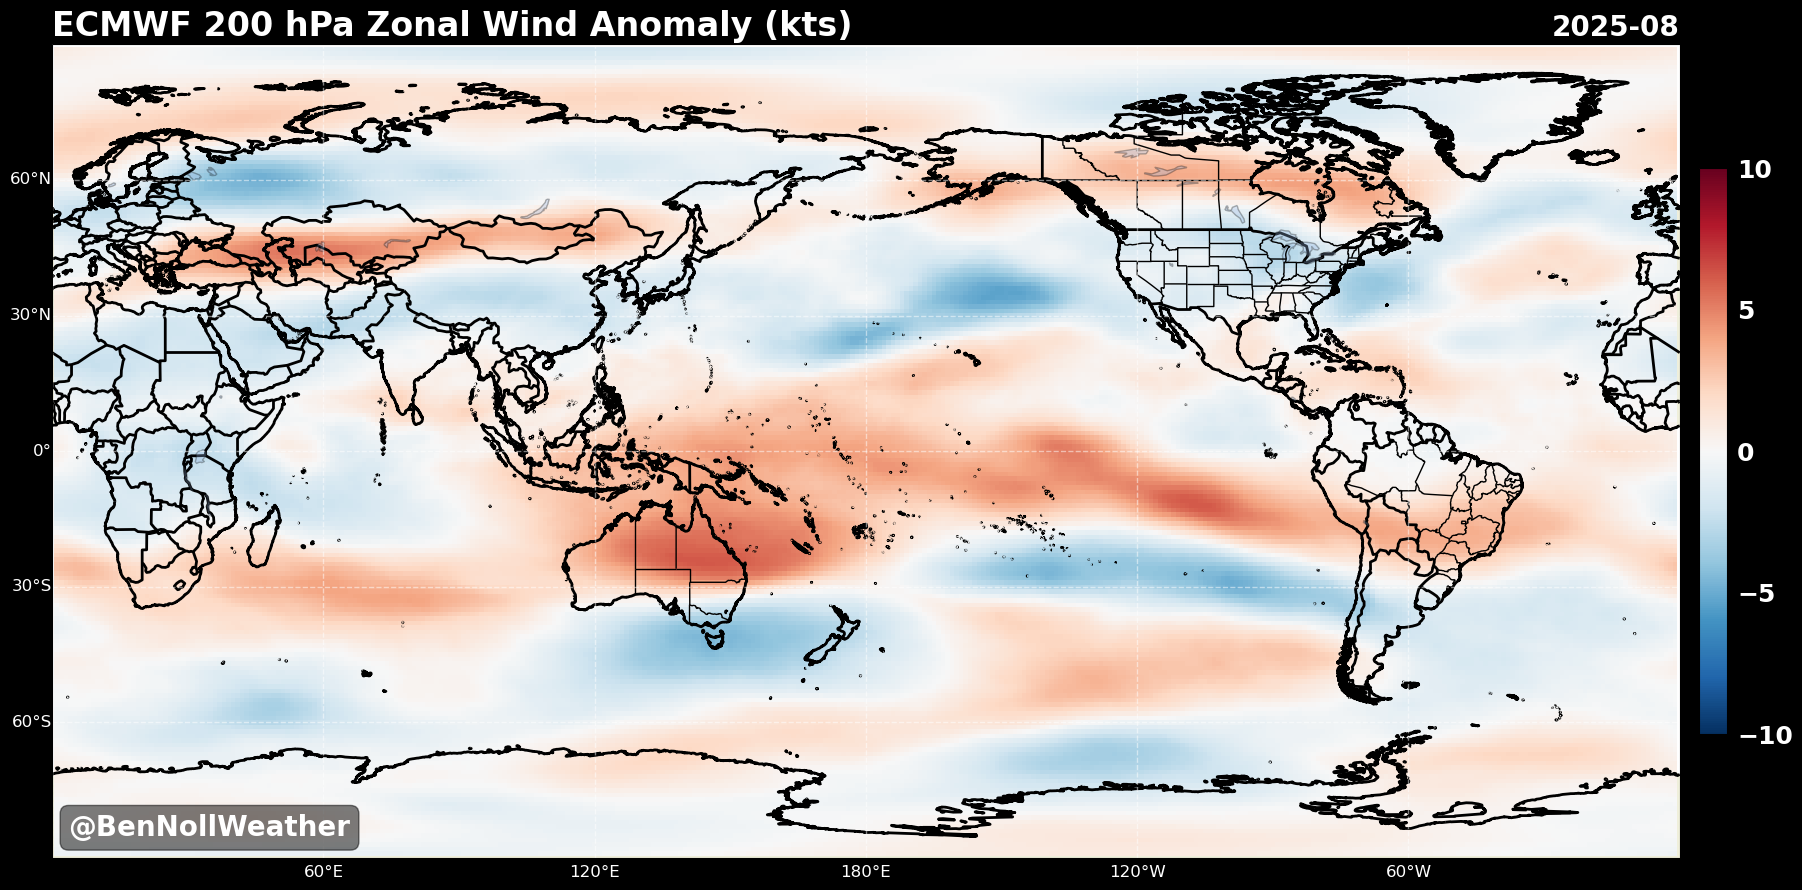 ECMWF 200 hPa Zonal Wind Anomaly (kts)
2025-08
60°N
30°N
0°
30°S
60°S
60°E
120°E
180°E
120°W
60°W
10
5
0
−5
−10
@BenNollWeather